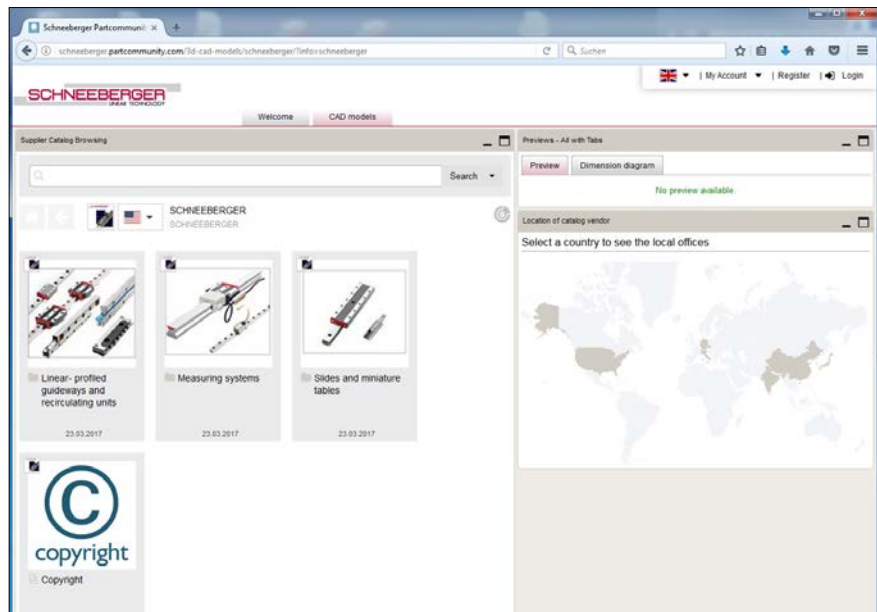 Schneeberger Partcommunit
schneeberger.partcommunity.com/3d-cad-models/schneeberger/?info=schneeberger
Suchen
| My Account
| Register
| Login
SCHNEEBERGER
LINEAR TECHNOLOGY
Welcome
CAD models
Supplier Catalog Browsing
Search
SCHNEEBERGER
SCHNEEBERGER
Linear- profiled
guideways and
recirculating units
23.03.2017
Measuring systems
23.03.2017
Slides and miniature
tables
23.03.2017
copyright
Copyright
Previews - All with Tabs
Preview
Dimension diagram
No preview available.
Location of catalog vendor
Select a country to see the local offices